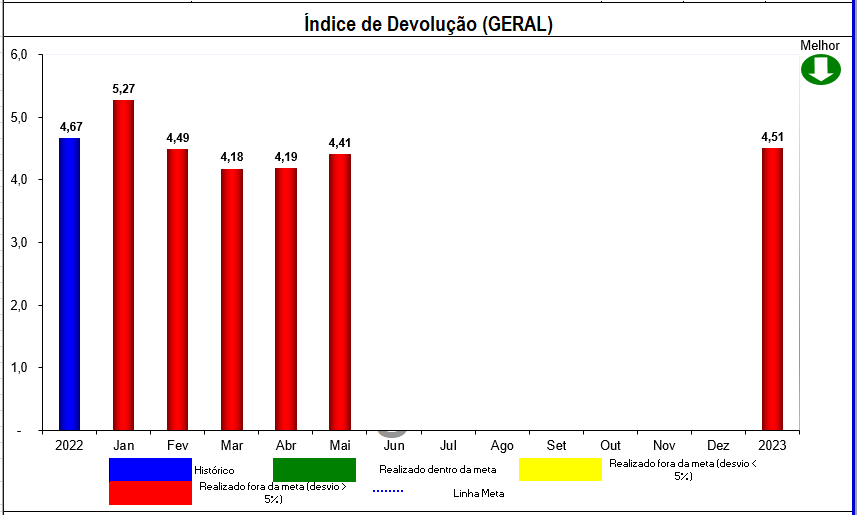 Índice de Devolução (GERAL)
Melhor
6,0
5,0
4,0
3,0
2,0
1,0
-
4,67
5,27
4,49
4,18
4,19
4,41
4,51
2022 Jan Fev Mar Abr Mai Jun Jul Ago Set Out Nov Dez 2023
Histórico
Realizado dentro da meta
Realizado fora da meta (desvio <
5%)
Realizado fora da meta (desvio >
5%)
Linha Meta